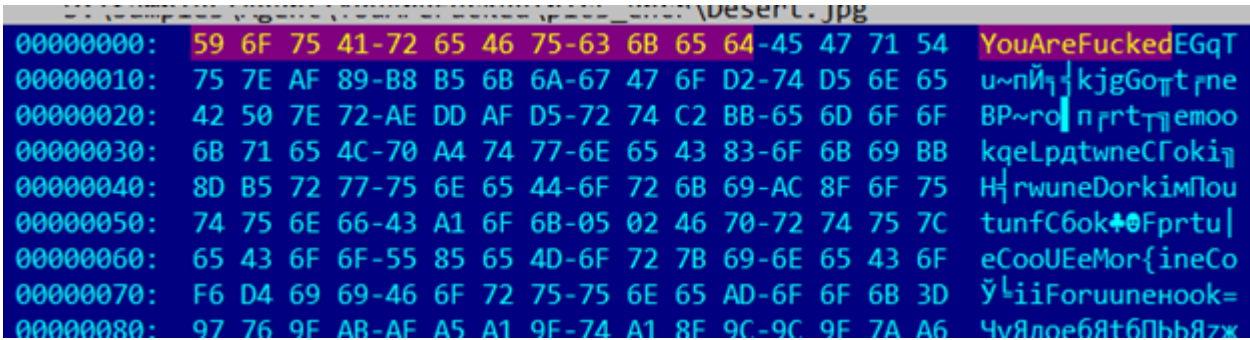 \Desert.jpg
00000000: 59 6F 75 41-72 65 46 75-63 6B 65 64-45 47 71 54 YouAreFuckedEGqT
00000010: 75 7E AF 89-B8 B5 6B 6A-67 47 6F D2-74 D5 6E 65 u~пЙ╕╡kjgGo╥t╒ne
00000020: 42 50 7E 72-AE DD AF D5-72 74 C2 BB-65 6D 6F 6F BP~rо▌п╒rt┬╗emoo
00000030: 6B 71 65 4C-70 A4 74 77-6E 65 43 83-6F 6B 69 BB kqeLpдtwneCГoki╗
00000040: 8D B5 72 77-75 6E 65 44-6F 72 6B 69-AC 8F 6F 75 Н╡rwuneDorkiмПou
00000050: 74 75 6E 66-43 A1 6F 6B-05 02 46 70-72 74 75 7C tunfCбok♣☻Fprtu|
00000060: 65 43 6F 6F-55 85 65 4D-6F 72 7B 69-6E 65 43 6F eCooUЕeMor{ineCo
00000070: F6 D4 69 69-46 6F 72 75-75 6E 65 AD-6F 6F 6B 3D Ў╘iiForuuneнook=
00000080: 97 76 9F AB-AE A5 A1 9F-74 A1 8F 9C-9C 9F 7A A6 ЧvЯлоебЯtбПЬЬЯzж